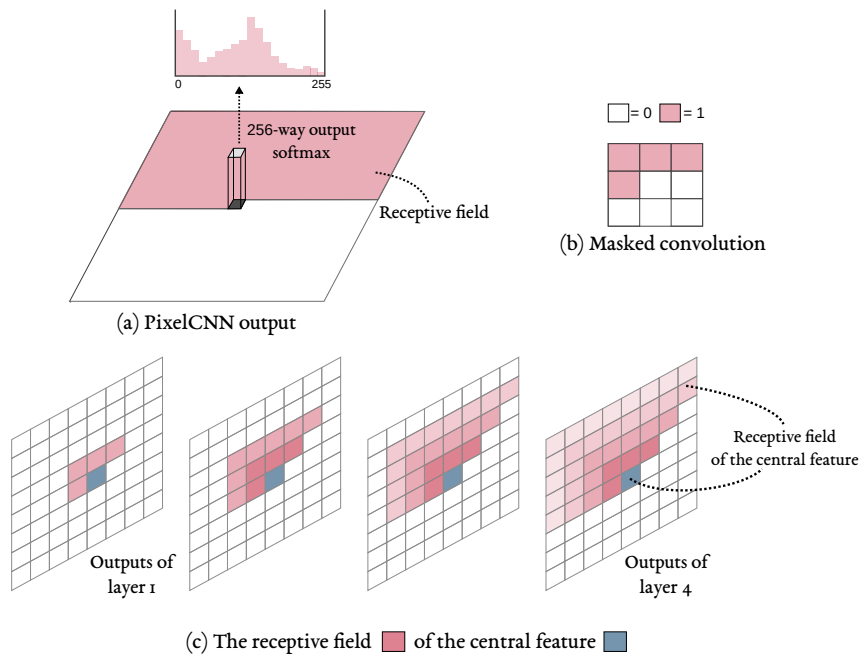 0 255
256-way output
softmax
Receptive field
(a) PixelCNN output
= 0 = 1
(b) Masked convolution
Outputs of
layer 1
Outputs of
layer 4
Receptive field
of the central feature
(c) The receptive field of the central feature